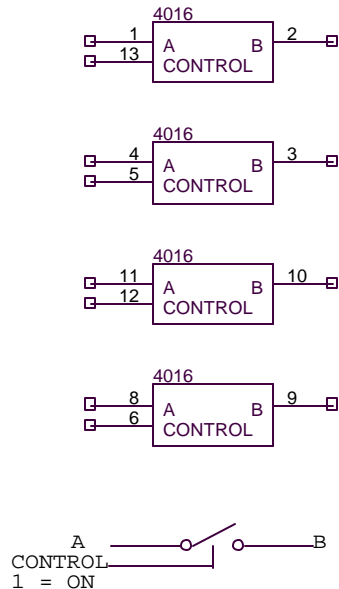 4016
1 A B 2
13 CONTROL
4016
4 A B 3
5 CONTROL
4016
11 A B 10
12 CONTROL
4016
8 A B 9
6 CONTROL
A B
CONTROL
1 = ON